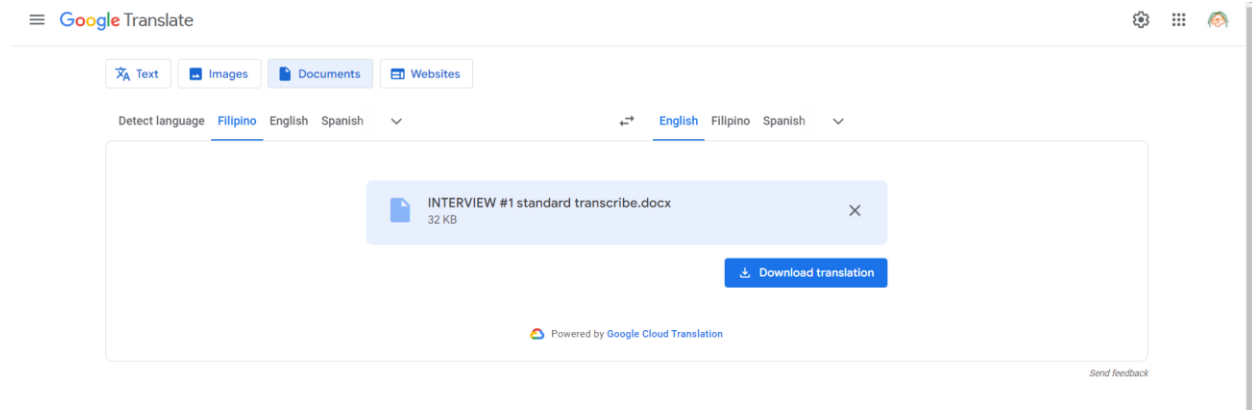 Google Translate
Text Images Documents Websites
Detect language Filipino English Spanish English Filipino Spanish
INTERVIEW #1 standard transcribe.docx
32 KB
Download translation
Powered by Google Cloud Translation
Send feedback